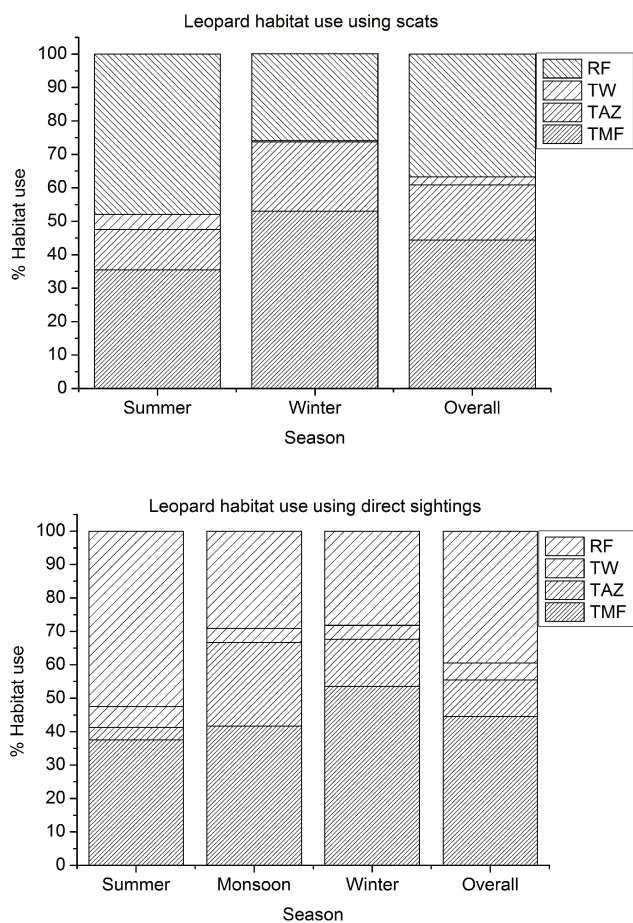 Leopard habitat use using scats
100
90
80
70
60
50
40
30
20
10
0
% Habitat use
RF
TW
TAZ
TMF
Summer Winter Overall
Season
Leopard habitat use using direct sightings
100
90
80
70
60
50
40
30
20
10
0
% Habitat use
RF
TW
TAZ
TMF
Summer Monsoon Winter Overall
Season